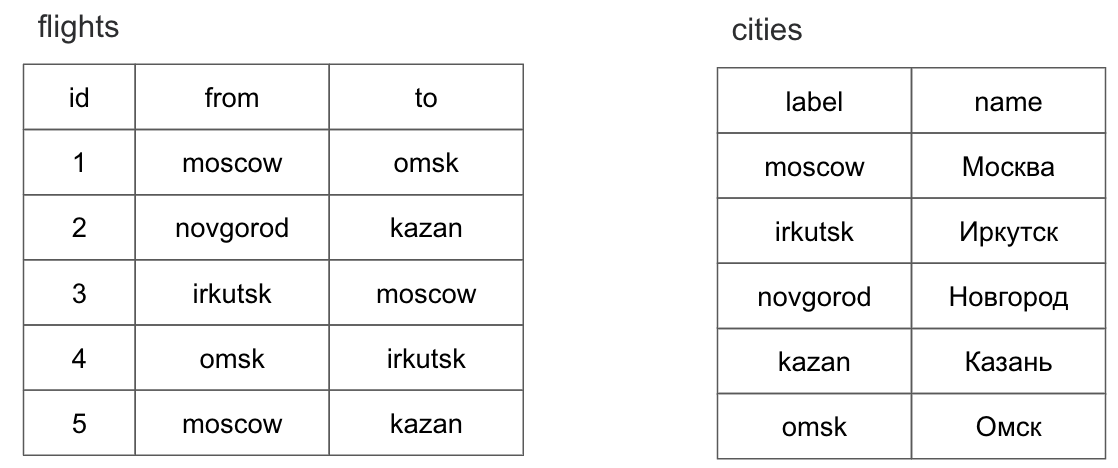 flights
id from to
1 moscow omsk
2 novgorod kazan
3 irkutsk moscow
4 omsk irkutsk
5 moscow kazan
cities
label name
moscow Москва
irkutsk Иркутск
novgorod Новгород
kazan Казань
omsk Омск